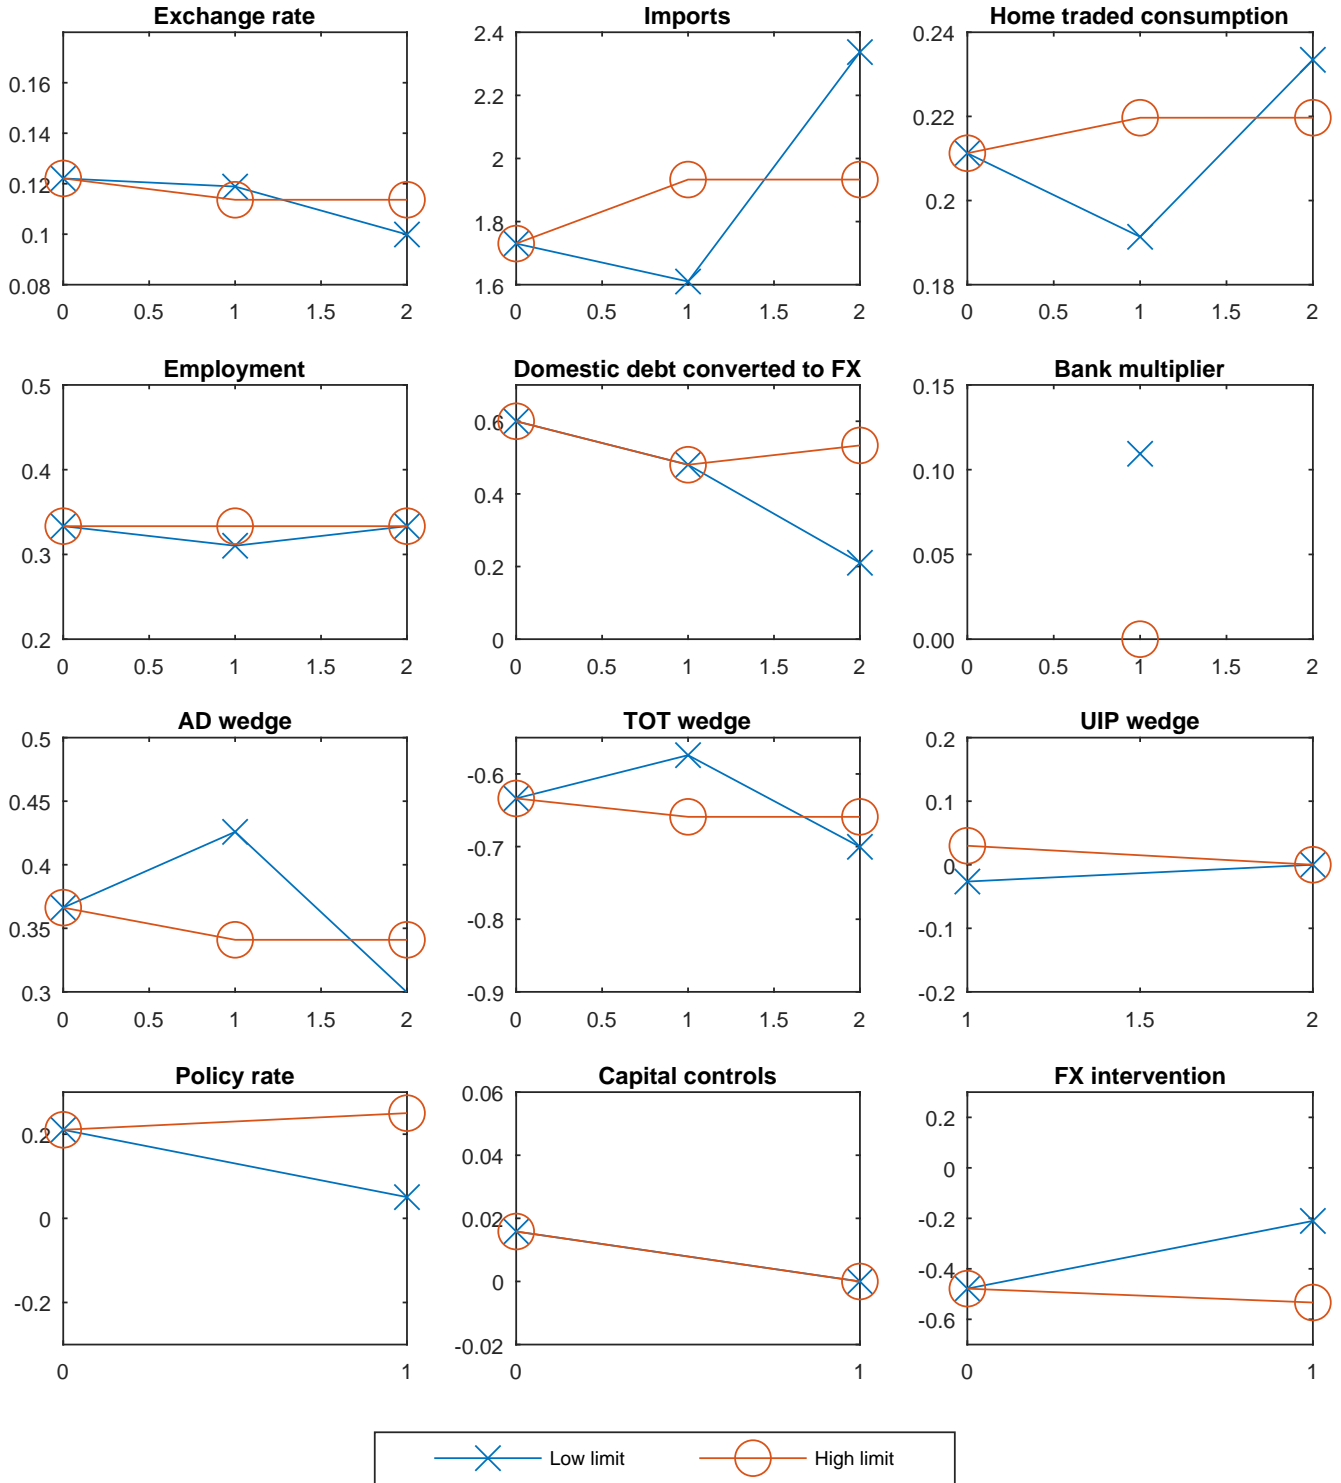 Exchange rate
0.16
0.14
0.12
0.1
0.08
0 0.5 1 1.5 2
Imports
2.4
2.2
2
1.8
1.6
0 0.5 1 1.5 2
Home traded consumption
0.24
0.22
0.2
0.18
0 0.5 1 1.5 2
Employment
0.5
0.4
0.3
0.2
0 0.5 1 1.5 2
Domestic debt converted to FX
0.6
0.4
0.2
0
0 0.5 1 1.5 2
Bank multiplier
0.15
0.10
0.05
0.00
0 0.5 1 1.5 2
AD wedge
0.5
0.45
0.4
0.35
0.3
0 0.5 1 1.5 2
TOT wedge
-0.6
-0.7
-0.8
-0.9
0 0.5 1 1.5 2
UIP wedge
0.2
0.1
0
-0.1
-0.2
1 1.5 2
Policy rate
0.2
0
-0.2
0 1
Capital controls
0.06
0.04
0.02
0
-0.02
0 1
FX intervention
0.2
0
-0.2
-0.4
-0.6
0 1
Low limit
High limit